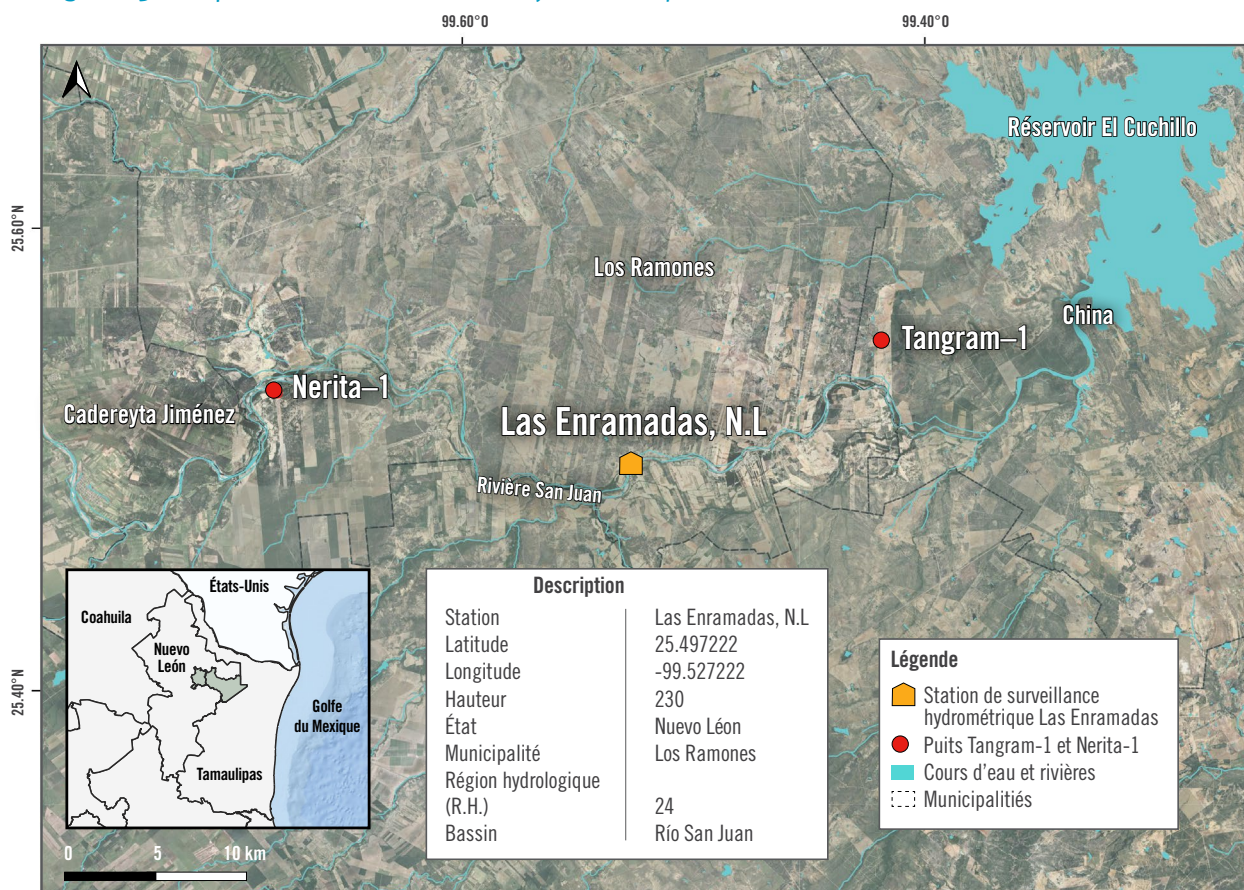 99.60°O
99.40°O
25.60°N
25.40°N
Réservoir El Cuchillo
Los Ramones
China
Tangram–1
Nerita–1
Cadereyta Jiménez
Las Enramadas, N.L
Rivière San Juan
États-Unis
Coahuila
Nuevo
León
Golfe
du Mexique
Tamaulipas
0 5 10 km
Description
Station Las Enramadas, N.L
Latitude 25.497222
Longitude -99.527222
Hauteur 230
État Nuevo Léon
Municipalité Los Ramones
Région hydrologique
(R.H.) 24
Bassin Río San Juan
Légende
Station de surveillance
hydrométrique Las Enramadas
Puits Tangram-1 et Nerita-1
Cours d'eau et rivières
Municipalitiés